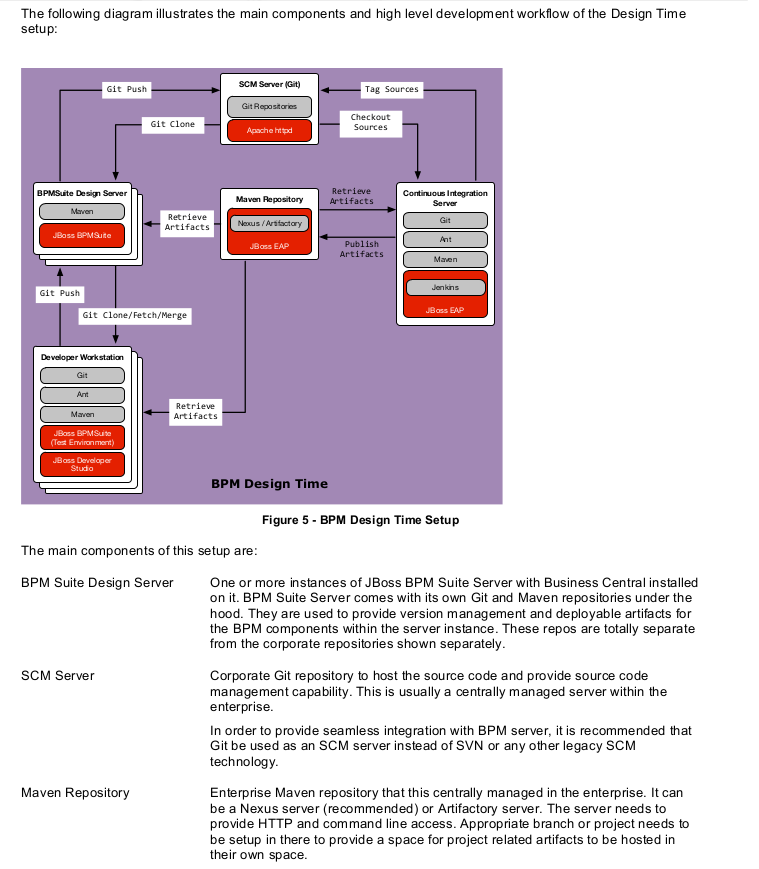 The following diagram illustrates the main components and high level development workflow of the Design Time
setup:
SCM Server (Git)
Git Repositories
Apache httpd
Git Push
Tag Sources
Git Clone
Checkout
Sources
BPMSuite Design Server
Maven
JBoss BPMSuite
Retrieve
Artifacts
Maven Repository
Nexus / Artifactory
JBoss EAP
Retrieve
Artifacts
Publish
Artifacts
Continuous Integration
Server
Git
Ant
Maven
Jenkins
JBoss EAP
Git Push
Git Clone/Fetch/Merge
Developer Workstation
Git
Ant
Maven
JBoss BPMSuite
(Test Environment)
JBoss Developer
Studio
Retrieve
Artifacts
BPM Design Time
Figure 5 - BPM Design Time Setup
The main components of this setup are:
BPM Suite Design Server
One or more instances of JBoss BPM Suite Server with Business Central installed
on it. BPM Suite Server comes with its own Git and Maven repositories under the
hood. They are used to provide version management and deployable artifacts for
the BPM components within the server instance. These repos are totally separate
from the corporate repositories shown separately.
SCM Server
Corporate Git repository to host the source code and provide source code
management capability. This is usually a centrally managed server within the
enterprise.
In order to provide seamless integration with BPM server, it is recommended that
Git be used as an SCM server instead of SVN or any other legacy SCM
technology.
Maven Repository
Enterprise Maven repository that this centrally managed in the enterprise. It can
be a Nexus server (recommended) or Artifactory server. The server needs to
provide HTTP and command line access. Appropriate branch or project needs to
be setup in there to provide a space for project related artifacts to be hosted in
their own space.